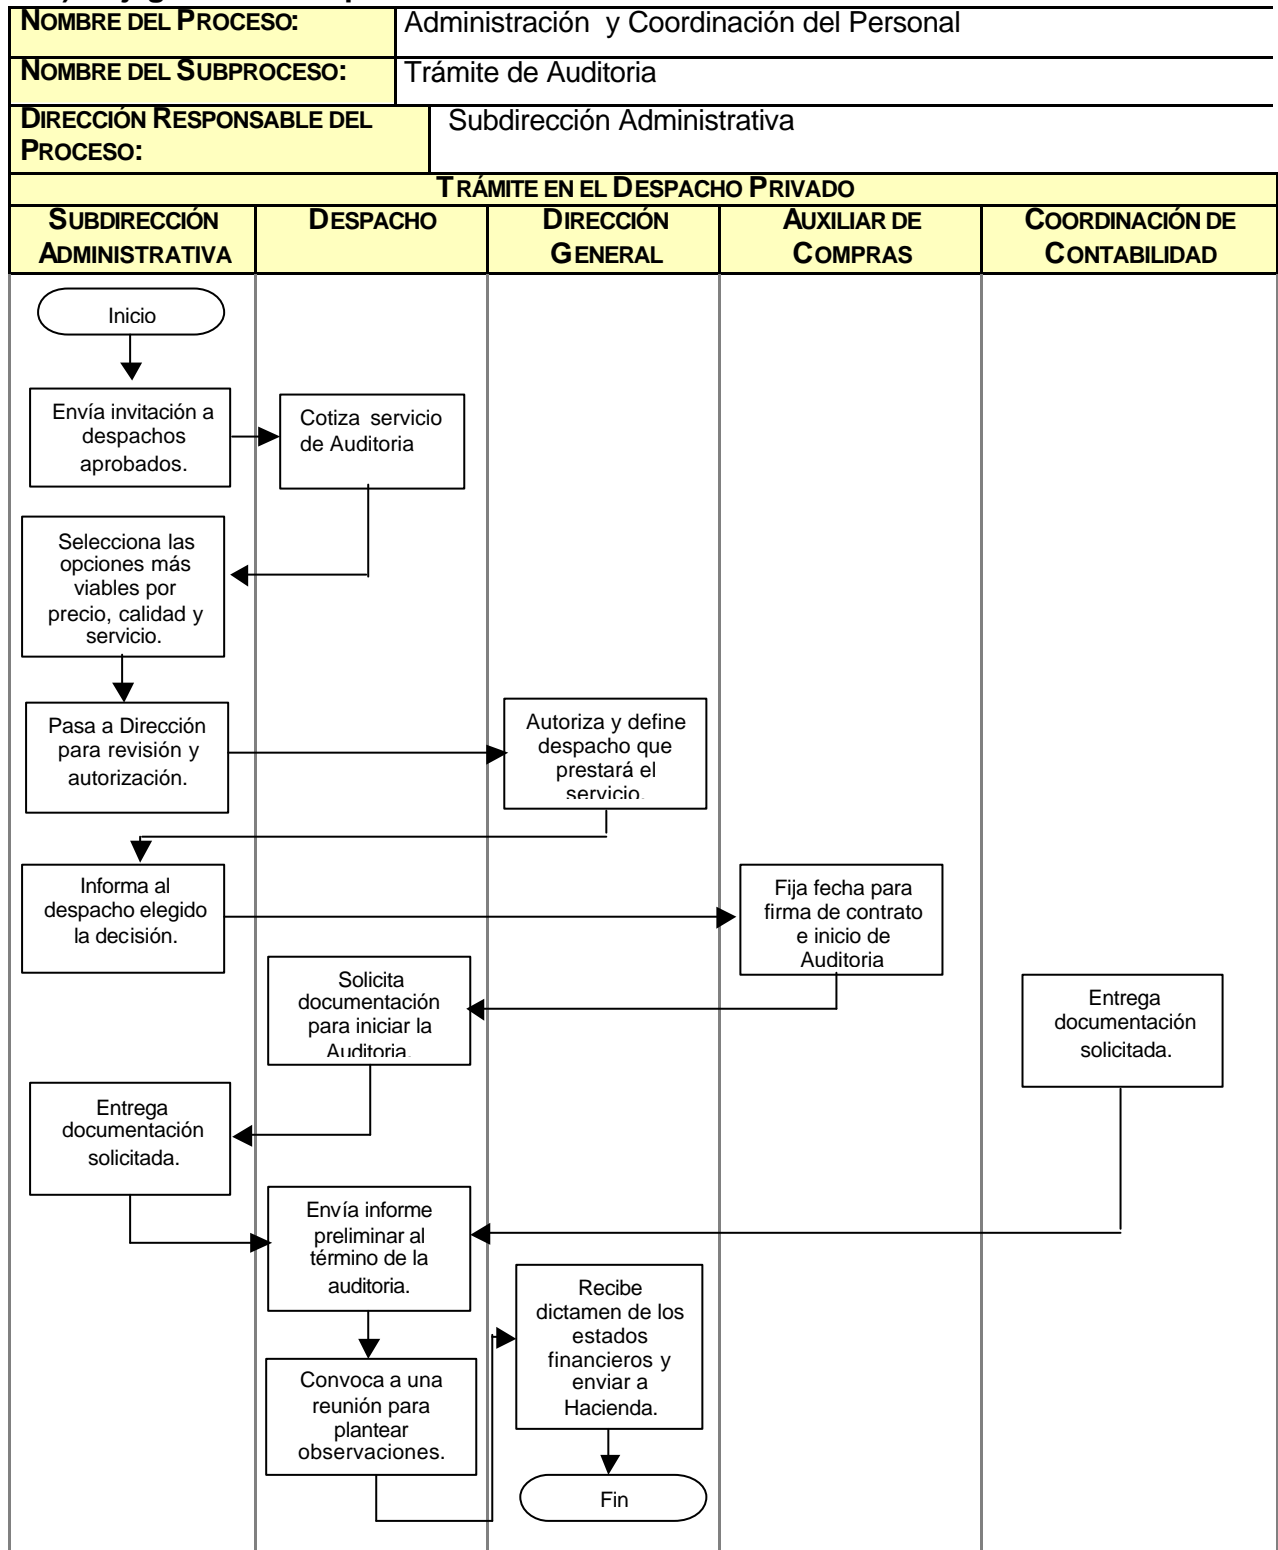 NOMBRE DEL PROCESO:
Administración y Coordinación del Personal
NOMBRE DEL SUBPROCESO:
Trámite de Auditoria
DIRECCIÓN RESPONSABLE DEL
PROCESO:
Subdirección Administrativa
TRÁMITE EN EL DESPACHO PRIVADO
SUBDIRECCIÓN
ADMINISTRATIVA
DESPACHO
DIRECCIÓN
GENERAL
AUXILIAR DE
COMPRAS
COORDINACIÓN DE
CONTABILIDAD
Inicio
Envía invitación a
despachos
aprobados.
Cotiza servicio
de Auditoria
Selecciona las
opciones más
viables por
precio, calidad y
servicio.
Pasa a Dirección
para revisión y
autorización.
Autoriza y define
despacho que
prestará el
servicio.
Informa al
despacho elegido
la decisión.
Fija fecha para
firma de contrato
e inicio de
Auditoria
Solicita
documentación
para iniciar la
Auditoria.
Entrega
documentación
solicitada.
Entrega
documentación
solicitada.
Envía informe
preliminar al
término de la
auditoria.
Recibe
dictamen de los
estados
financieros y
enviar a
Hacienda.
Convoca a una
reunión para
plantear
observaciones.
Fin